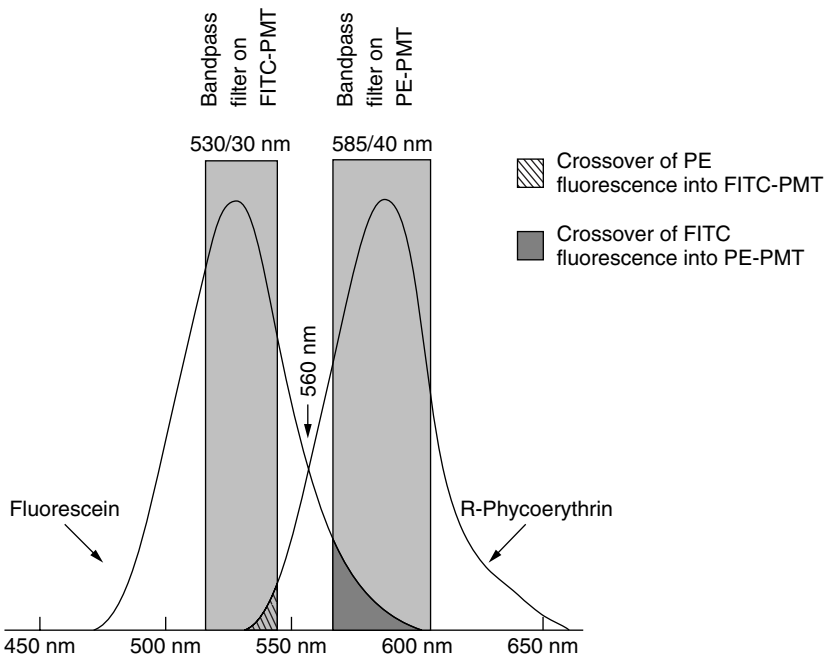 Bandpass
filter on
FITC-PMT
Bandpass
filter on
PE-PMT
530/30 nm
585/40 nm
Crossover of PE
fluorescence into FITC-PMT
Crossover of FITC
fluorescence into PE-PMT
560 nm
Fluorescein
R-Phycoerythrin
450 nm
500 nm
550 nm
600 nm
650 nm